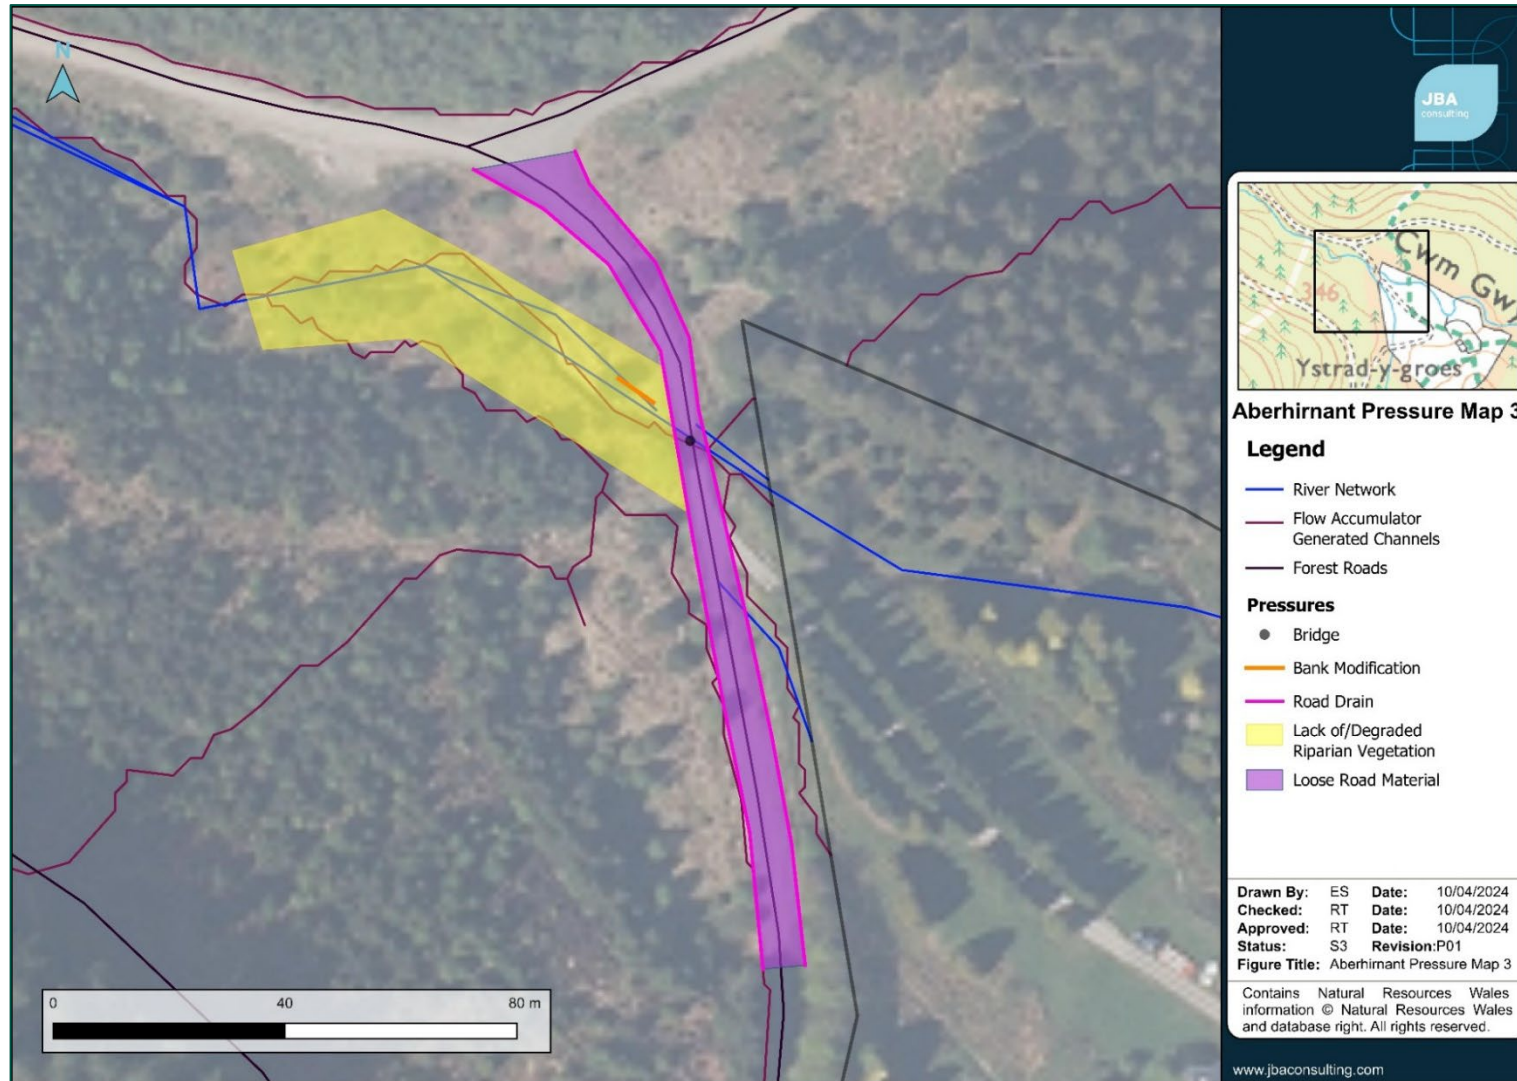 N
0 40 80 m
JBA
consulting
346
Cwm
Ystrad-y-groes
Aberhirnant Pressure Map 3
Legend
River Network
Flow Accumulator
Generated Channels
Forest Roads
Pressures
Bridge
Bank Modification
Road Drain
Lack of/Degraded
Riparian Vegetation
Loose Road Material
Drawn By: ES Date: 10/04/2024
Checked: RT Date: 10/04/2024
Approved: RT Date: 10/04/2024
Status: S3 Revision:P01
Figure Title: Aberhirnant Pressure Map 3
Contains Natural Resources Wales
information © Natural Resources Wales
and database right. All rights reserved.
www.jbaconsulting.com